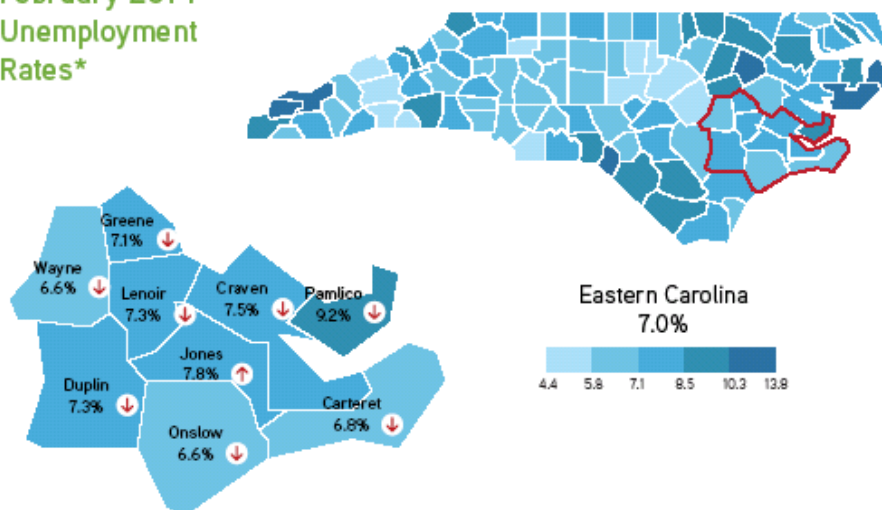 Unemployment
Rates*
Greene
7.1%
Wayne
6.6%
Lenoir
7.3%
Craven
7.5%
Pamlico
9.2%
Jones
7.8%
Duplin
7.3%
Carteret
6.8%
Onslow
6.6%
Eastern Carolina
7.0%
4.4 5.8 7.1 8.5 10.3 13.8